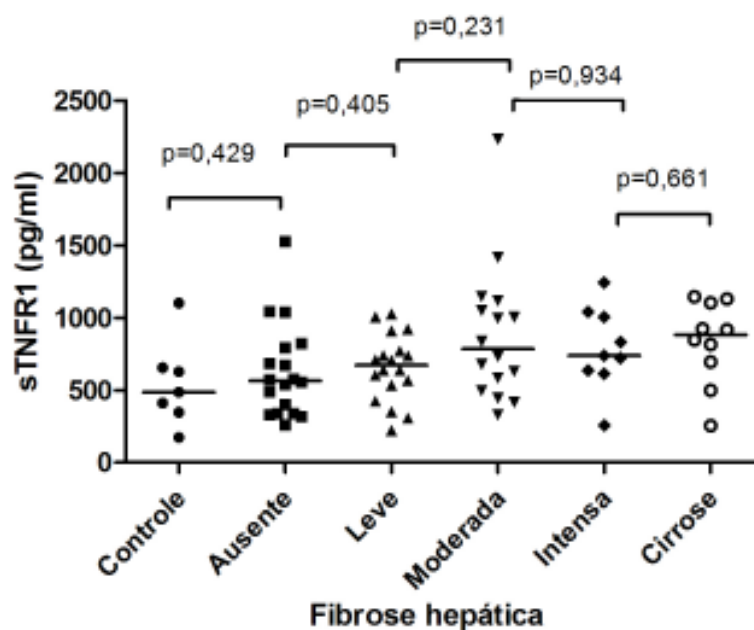 p=0,231
p=0,934
p=0,405
p=0,429
p=0,661
2500
2000
1500
1000
500
0
sTNFR1 (pg/ml)
Controle
Ausente
Leve
Moderada
Intensa
Cirrose
Fibrose hepática